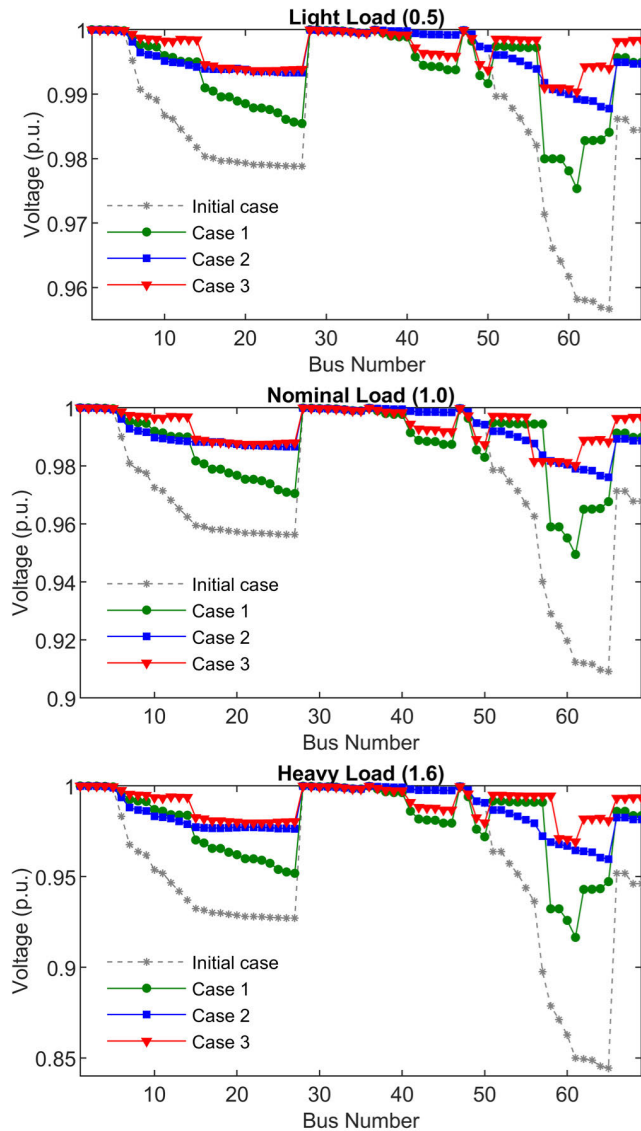 Light Load (0.5)
1
0.99
0.98
0.97
0.96
Voltage (p.u.)
Initial case
Case 1
Case 2
Case 3
10 20 30 40 50 60
Bus Number
Nominal Load (1.0)
1
0.98
0.96
0.94
0.92
0.9
Voltage (p.u.)
Initial case
Case 1
Case 2
Case 3
10 20 30 40 50 60
Bus Number
Heavy Load (1.6)
1
0.95
0.9
0.85
Voltage (p.u.)
Initial case
Case 1
Case 2
Case 3
10 20 30 40 50 60
Bus Number